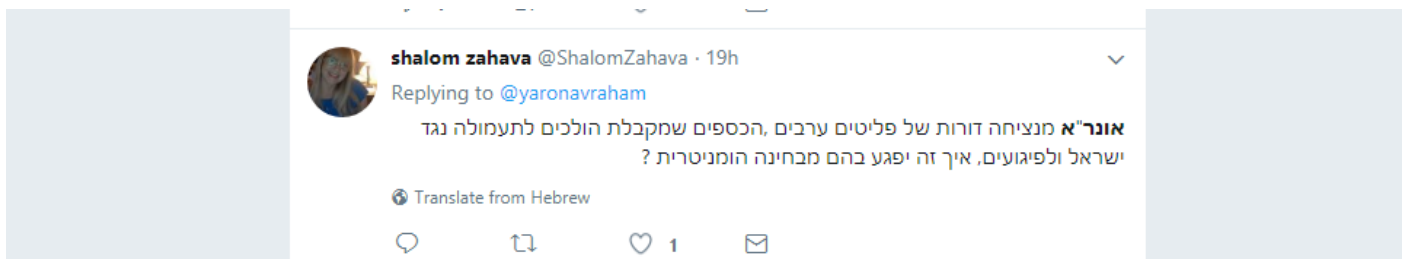 shalom zahava @ShalomZahava · 19h
Replying to @yaronavraham
אונר"א מנציחה דורות של פליטים ערבים ,הכספים שמקבלת הולכים לתעמולה נגד
ישראל ולפיגועים, איך זה יפגע בהם מבחינה הומניטרית ?
Translate from Hebrew
1